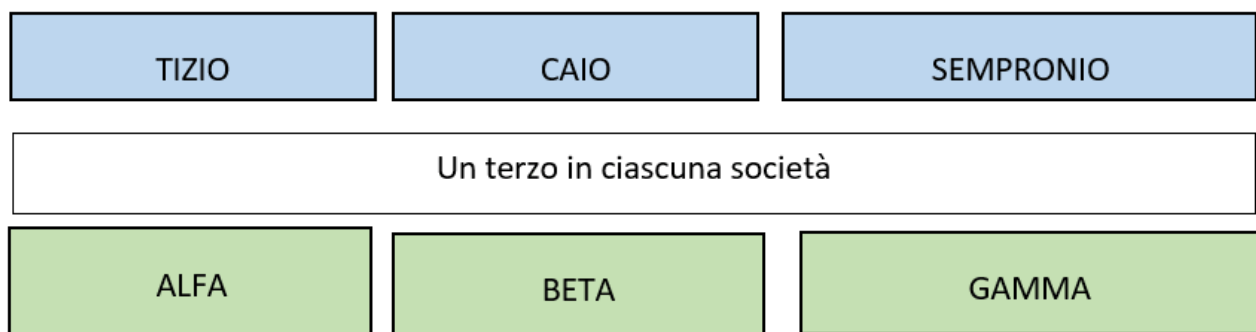 TIZIO
CAIO
SEMPRONIO
Un terzo in ciascuna società
ALFA
BETA
GAMMA